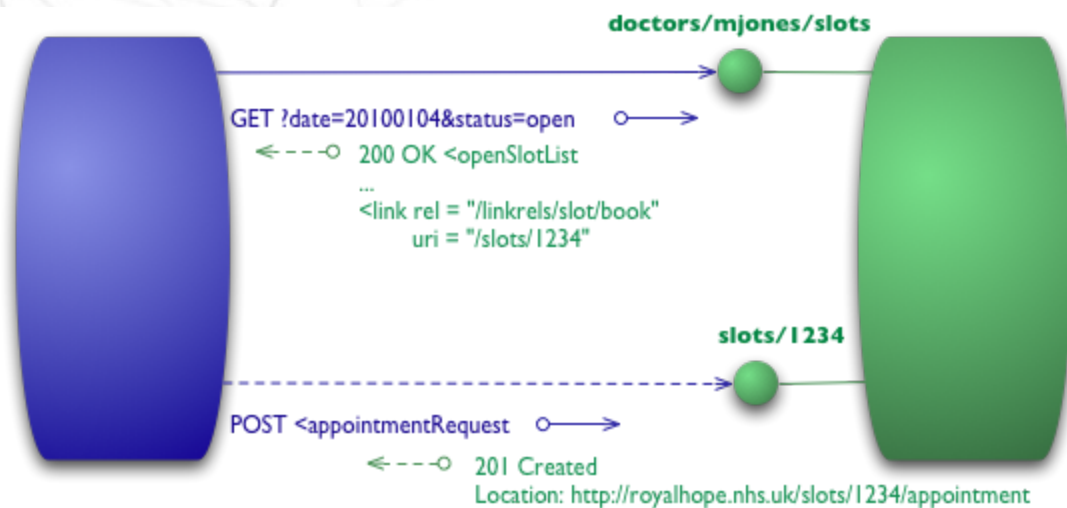 doctors/mjones/slots
GET ?date=20100104&status=open
200 OK <openSlotList
...
<link rel = "/linkrels/slot/book"
uri = "/slots/1234"
slots/1234
POST <appointmentRequest
201 Created
Location: http://royalhope.nhs.uk/slots/1234/appointment